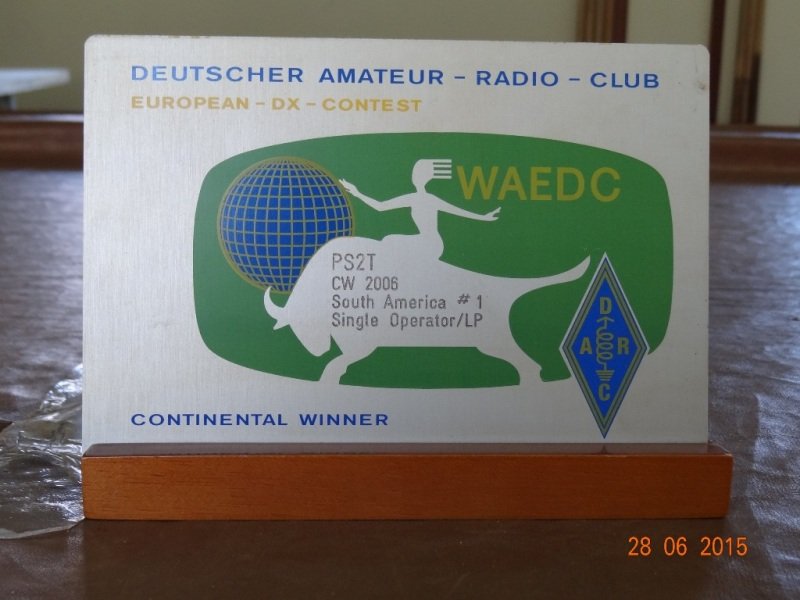 DEUTSCHER AMATEUR - RADIO - CLUB
EUROPEAN - DX - CONTEST
WAEDC
PS2T
CW 2006
South America # 1
Single Operator/LP
D
A R
C
CONTINENTAL WINNER
28 06 2015